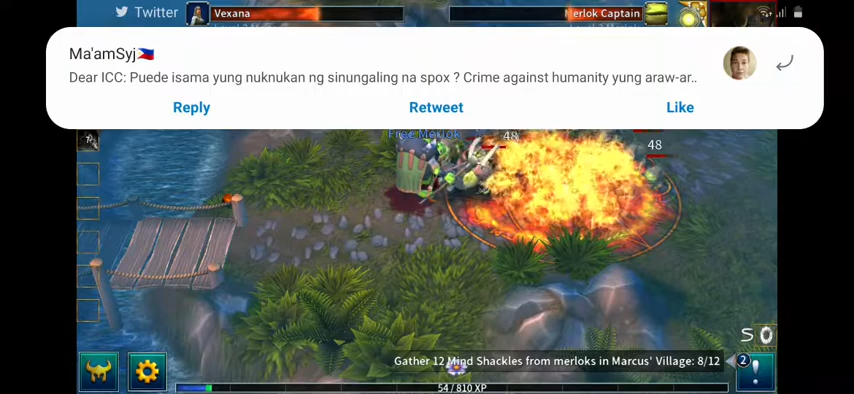 Twitter
Vexana
Merlok Captain
Ma'amSyj
Dear ICC: Puede isama yung nuknukan ng sinungaling na spox ? Crime against humanity yung araw-ar..
Reply Retweet Like
Free Merlok
48
48
Gather 12 Mind Shackles from merloks in Marcus' Village: 8/12
2
54 / 810 XP